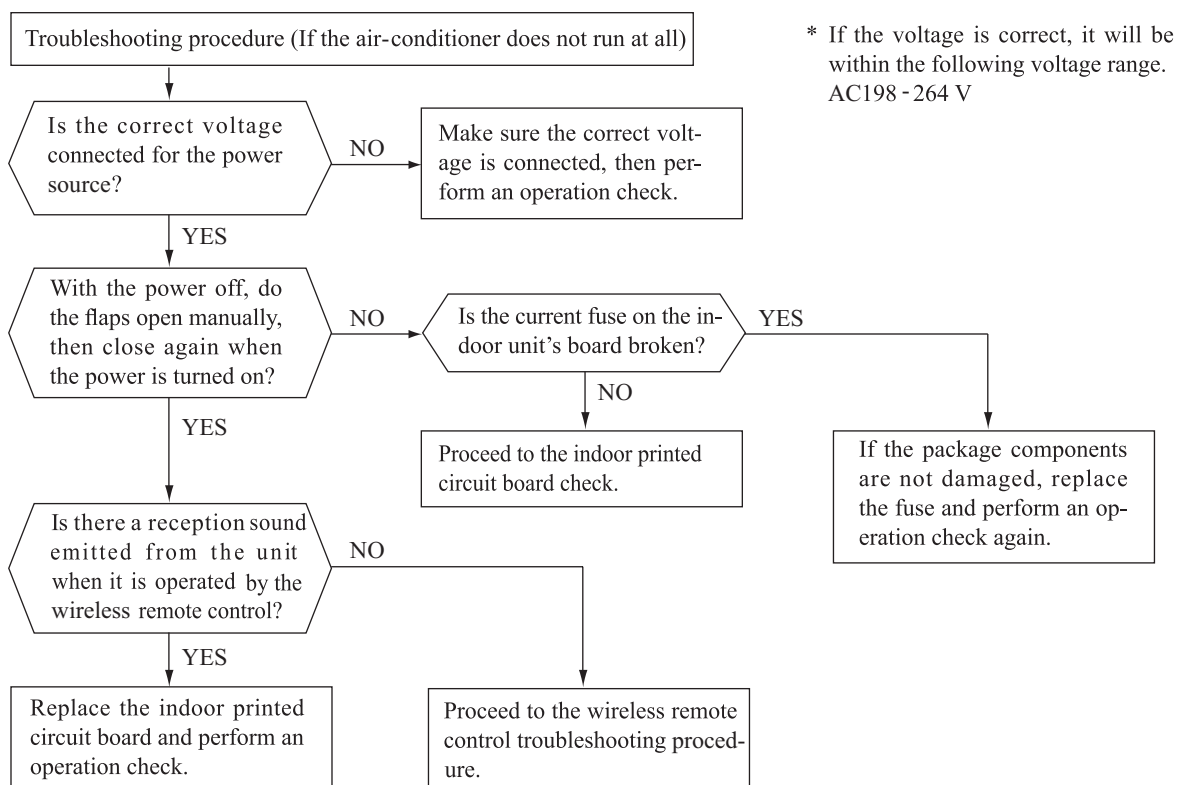 Troubleshooting procedure (If the air-conditioner does not run at all)
* If the voltage is correct, it will be
within the following voltage range.
AC198 - 264 V
Is the correct voltage
connected for the power
source?
NO
Make sure the correct volt-
age is connected, then per-
form an operation check.
YES
With the power off, do
the flaps open manually,
then close again when
the power is turned on?
NO
Is the current fuse on the in-
door unit's board broken?
YES
NO
YES
Proceed to the indoor printed
circuit board check.
If the package components
are not damaged, replace
the fuse and perform an op-
eration check again.
Is there a reception sound
emitted from the unit
when it is operated by the
wireless remote control?
NO
YES
Replace the indoor printed
circuit board and perform an
operation check.
Proceed to the wireless remote
control troubleshooting proced-
ure.